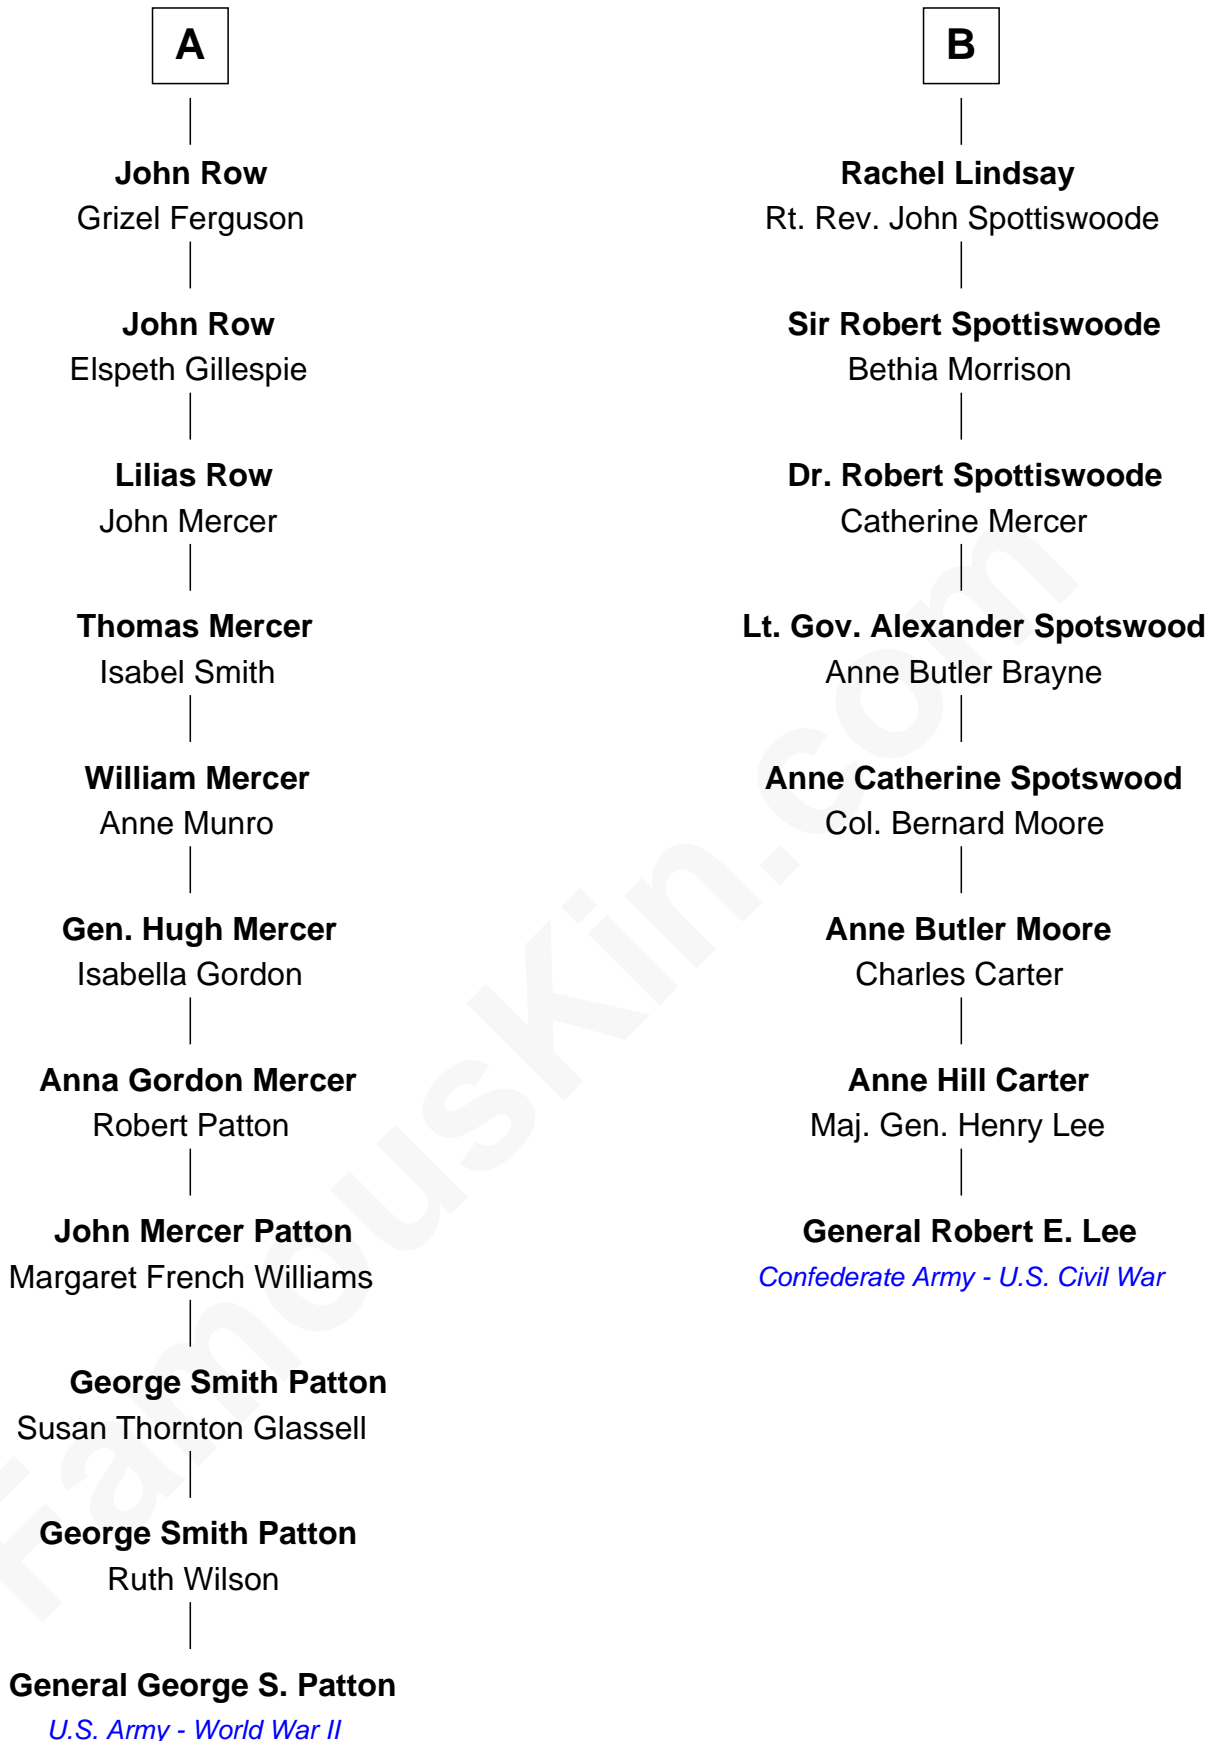 A
John Row
Grizel Ferguson
John Row
Elspeth Gillespie
Lilias Row
John Mercer
Thomas Mercer
Isabel Smith
William Mercer
Anne Munro
Gen. Hugh Mercer
Isabella Gordon
Anna Gordon Mercer
Robert Patton
John Mercer Patton
Margaret French Williams
George Smith Patton
Susan Thornton Glassell
George Smith Patton
Ruth Wilson
General George S. Patton
U.S. Army - World War II
B
Rachel Lindsay
Rt. Rev. John Spottiswoode
Sir Robert Spottiswoode
Bethia Morrison
Dr. Robert Spottiswoode
Catherine Mercer
Lt. Gov. Alexander Spotswood
Anne Butler Brayne
Anne Catherine Spotswood
Col. Bernard Moore
Anne Butler Moore
Charles Carter
Anne Hill Carter
Maj. Gen. Henry Lee
General Robert E. Lee
Confederate Army - U.S. Civil War
FamousKin.com